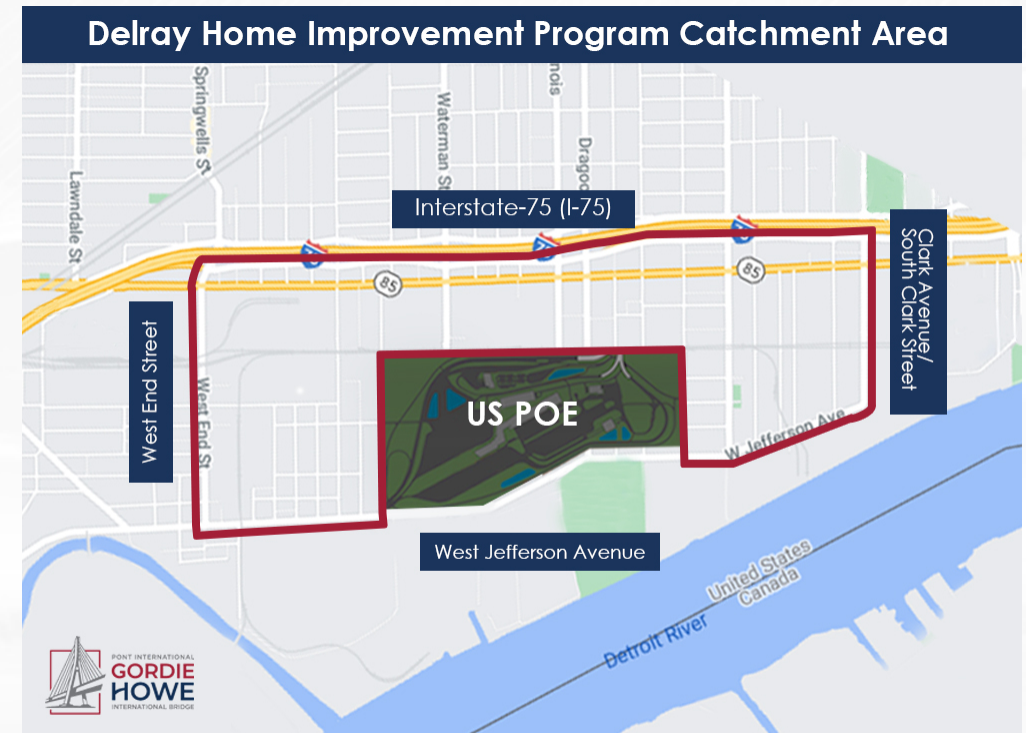 Delray Home Improvement Program Catchment Area
Springwells St
Waterman St
nois
Drago
Lawndale St
Interstate-75 (I-75)
75
75
75
85
85
Clark Avenue/
South Clark Street
West End Street
West End St
US POE
W Jefferson Ave
West Jefferson Avenue
United States
Canada
Detroit River
PONT INTERNATIONAL
GORDIE
HOWE
INTERNATIONAL BRIDGE